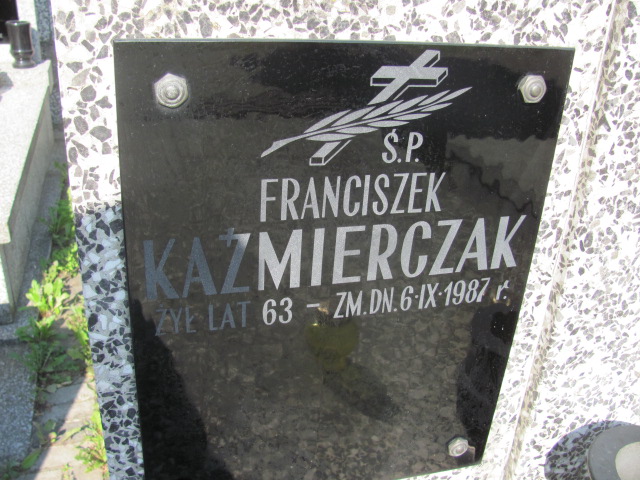 Ś.P.
FRANCISZEK
KAŹMIERCZAK
ŻYŁ LAT 63 - ZM. DN. 6·IX·1987 r.